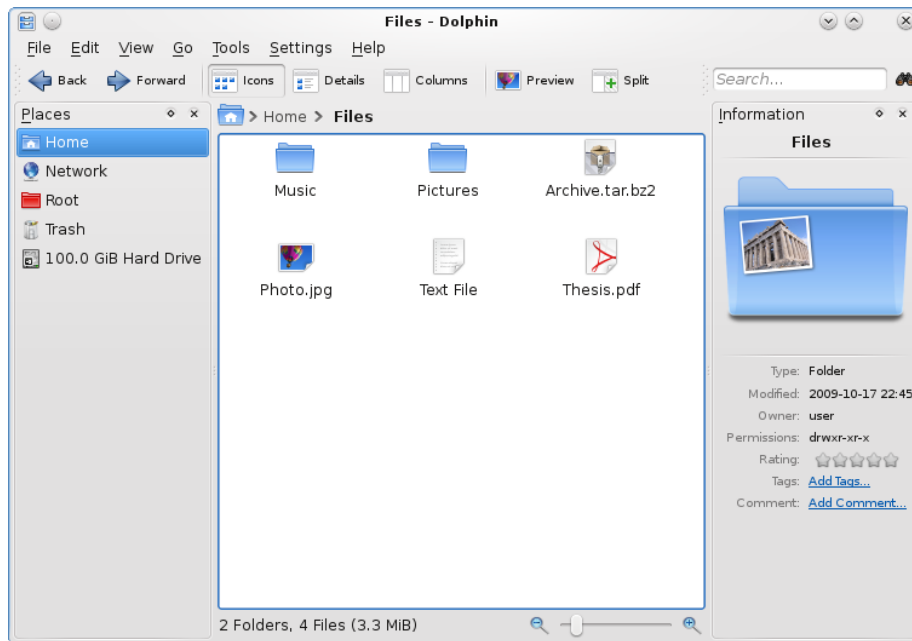 Files - Dolphin
File Edit View Go Tools Settings Help
Back Forward Icons Details Columns Preview Split Search...
Places
Home
Network
Root
Trash
100.0 GiB Hard Drive
Home > Files
Music Pictures Archive.tar.bz2
Photo.jpg Text File Thesis.pdf
2 Folders, 4 Files (3.3 MiB)
Information
Files
Type: Folder
Modified: 2009-10-17 22:45
Owner: user
Permissions: drwxr-xr-x
Rating:
Tags: Add Tags...
Comment: Add Comment...